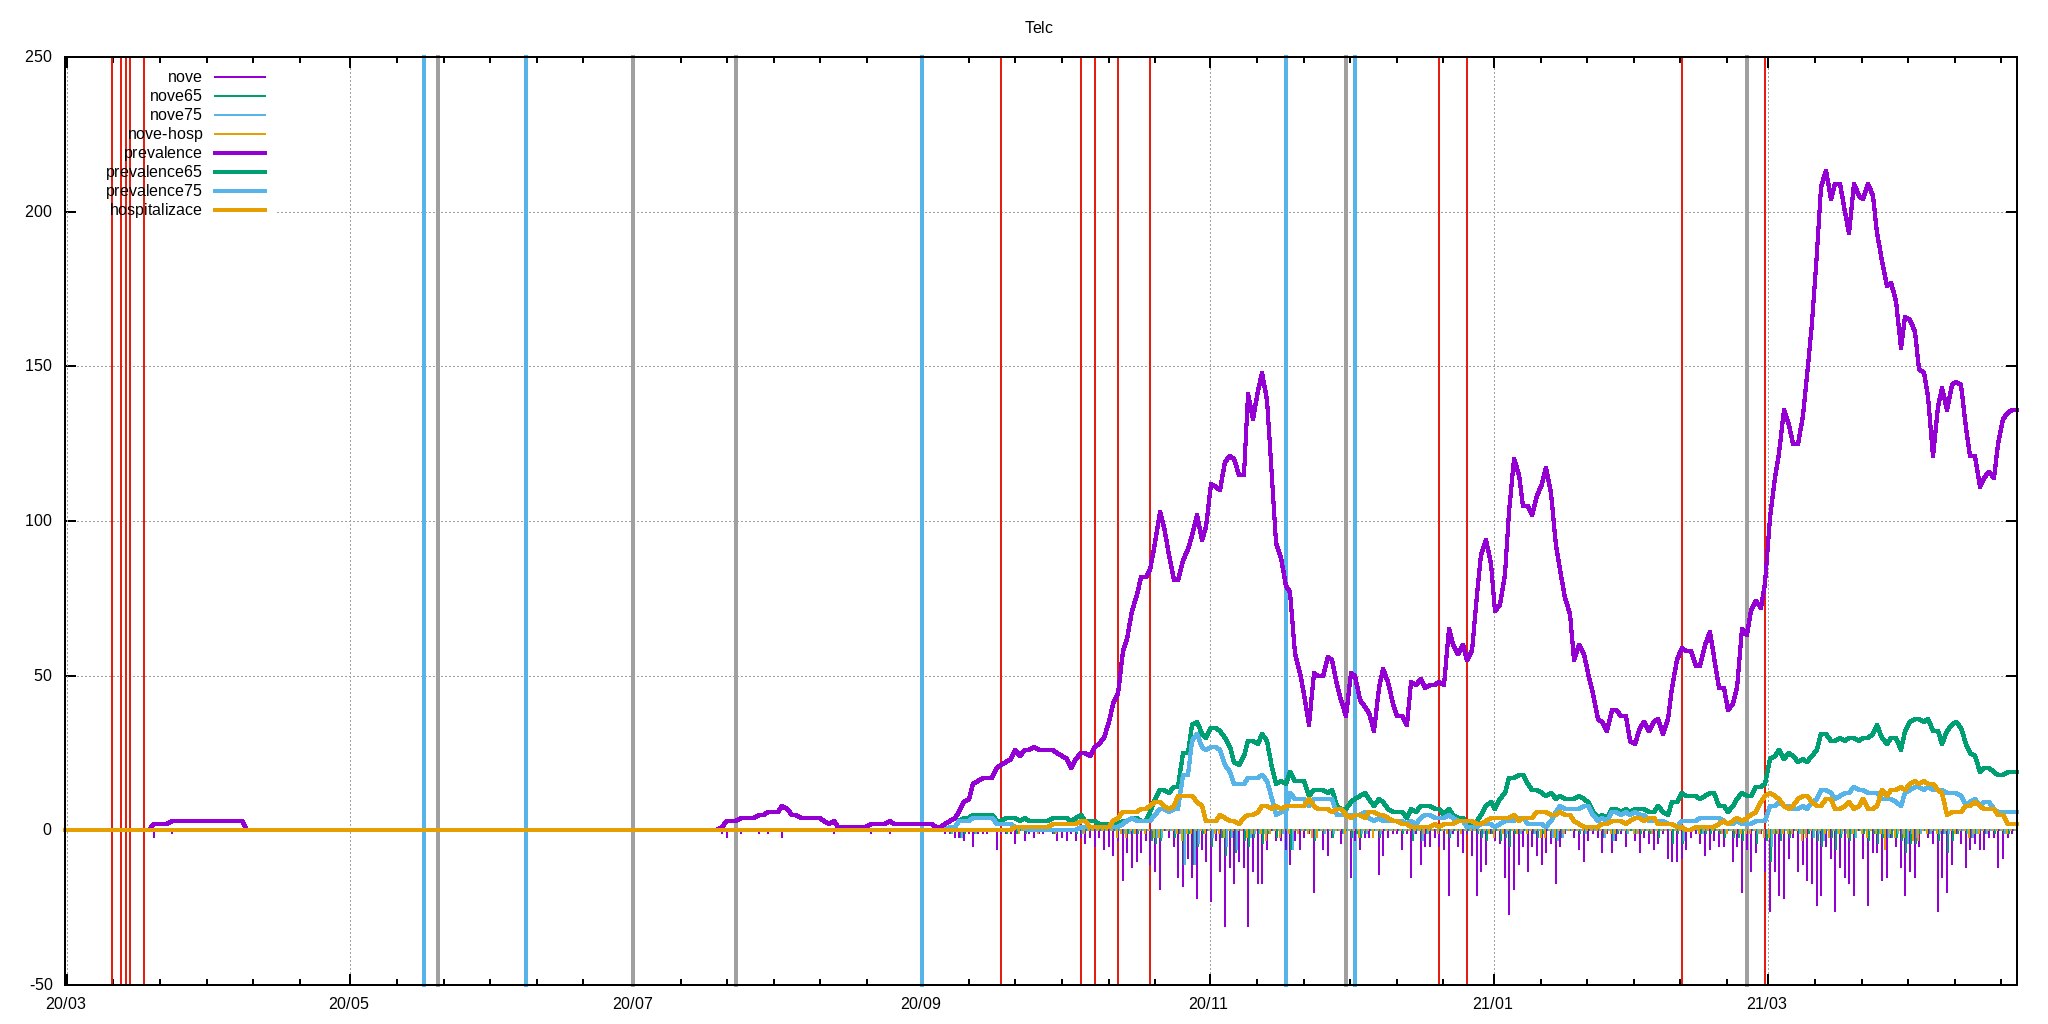 Telc
250
nove
nove65
nove75
nove-hosp
prevalence
prevalence65
prevalence75
hospitalizace
200
150
100
50
0
-50
20/03 20/05 20/07 20/09 20/11 21/01 21/03